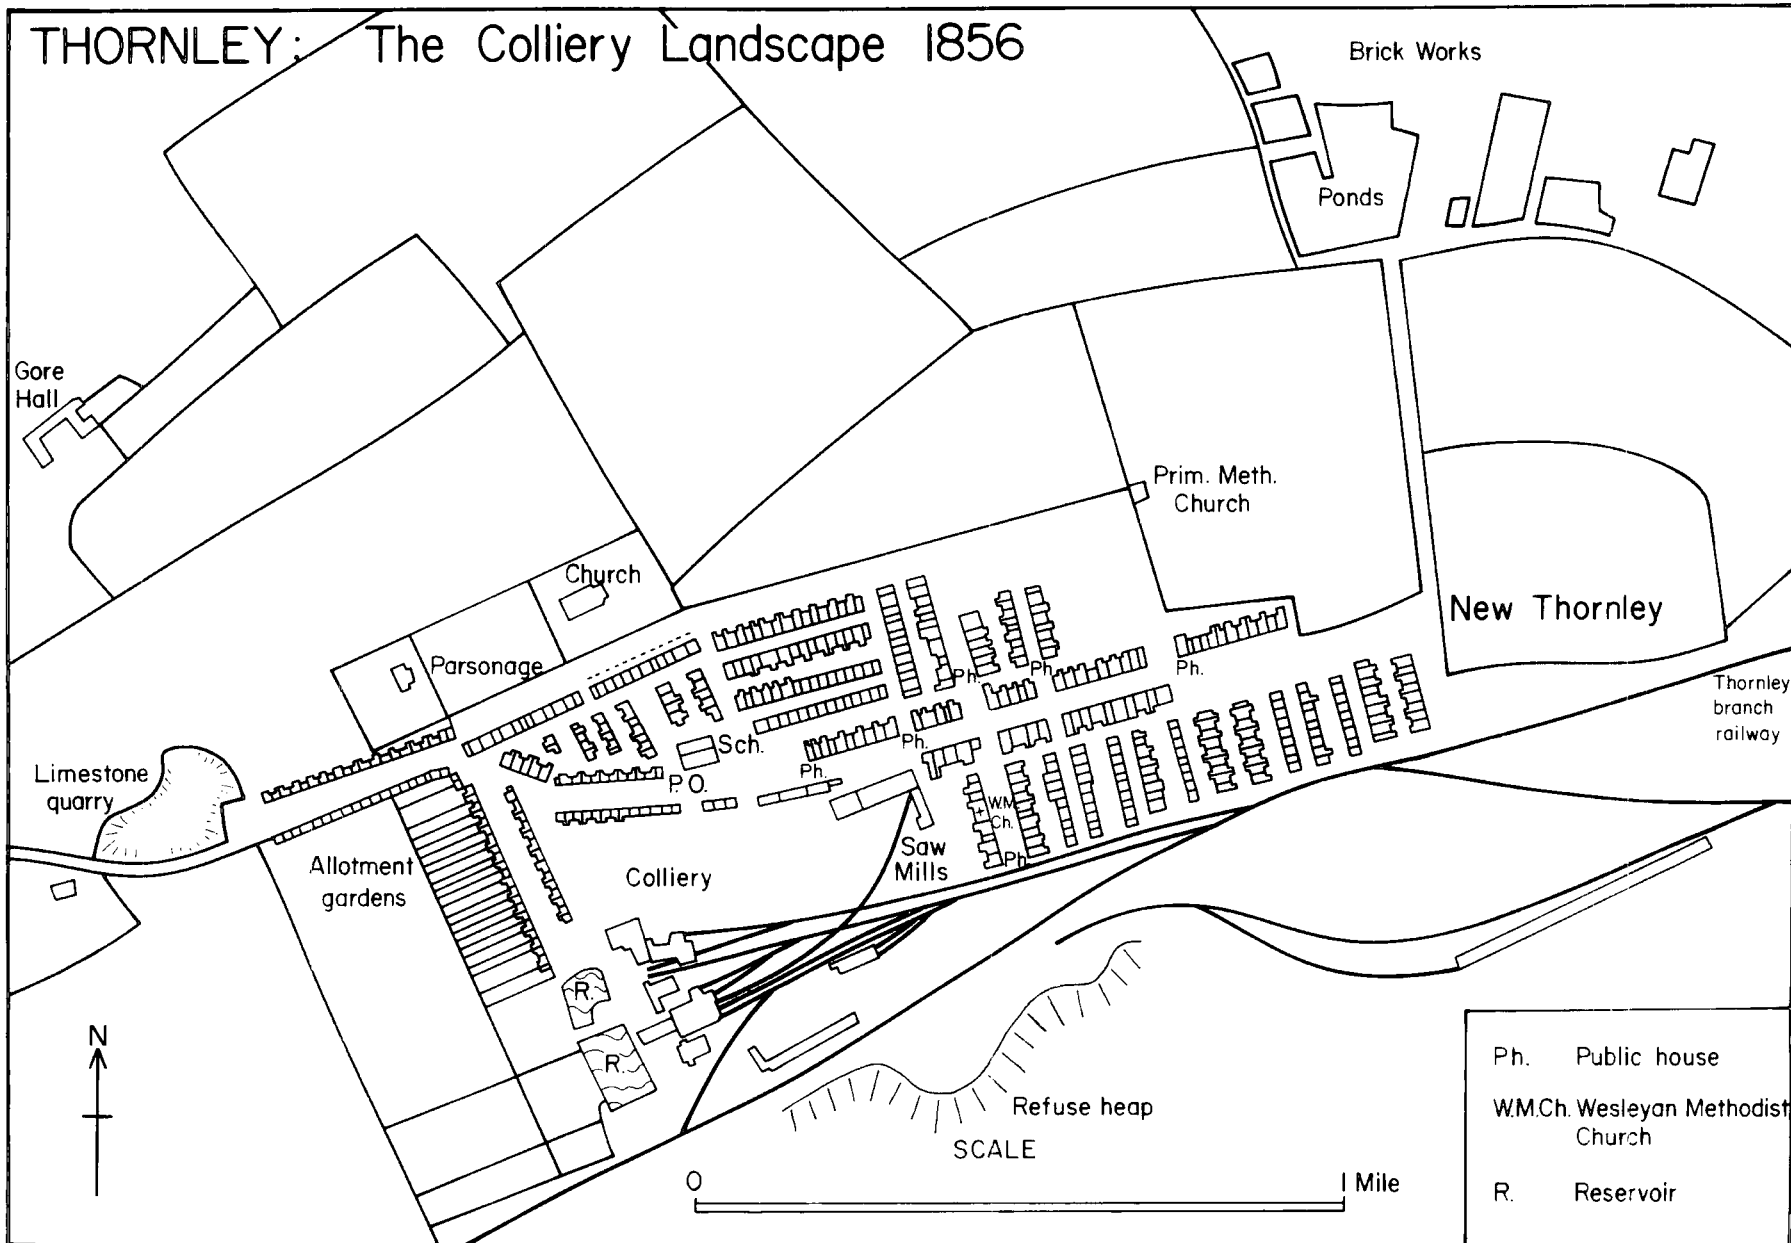 THORNLEY: The Colliery Landscape 1856
Brick Works
Ponds
Gore
Hall
Prim. Meth.
Church
Church
New Thornley
Parsonage
Ph.
Ph.
Ph.
Thornley
branch
railway
Sch.
Ph.
Limestone
quarry
P.O.
Ph.
W.M.
Ch.
Allotment
gardens
Colliery
Saw
Mills
Ph.
R.
R.
N
Ph. Public house
W.M.Ch. Wesleyan Methodist
Church
R. Reservoir
Refuse heap
SCALE
0 1 Mile